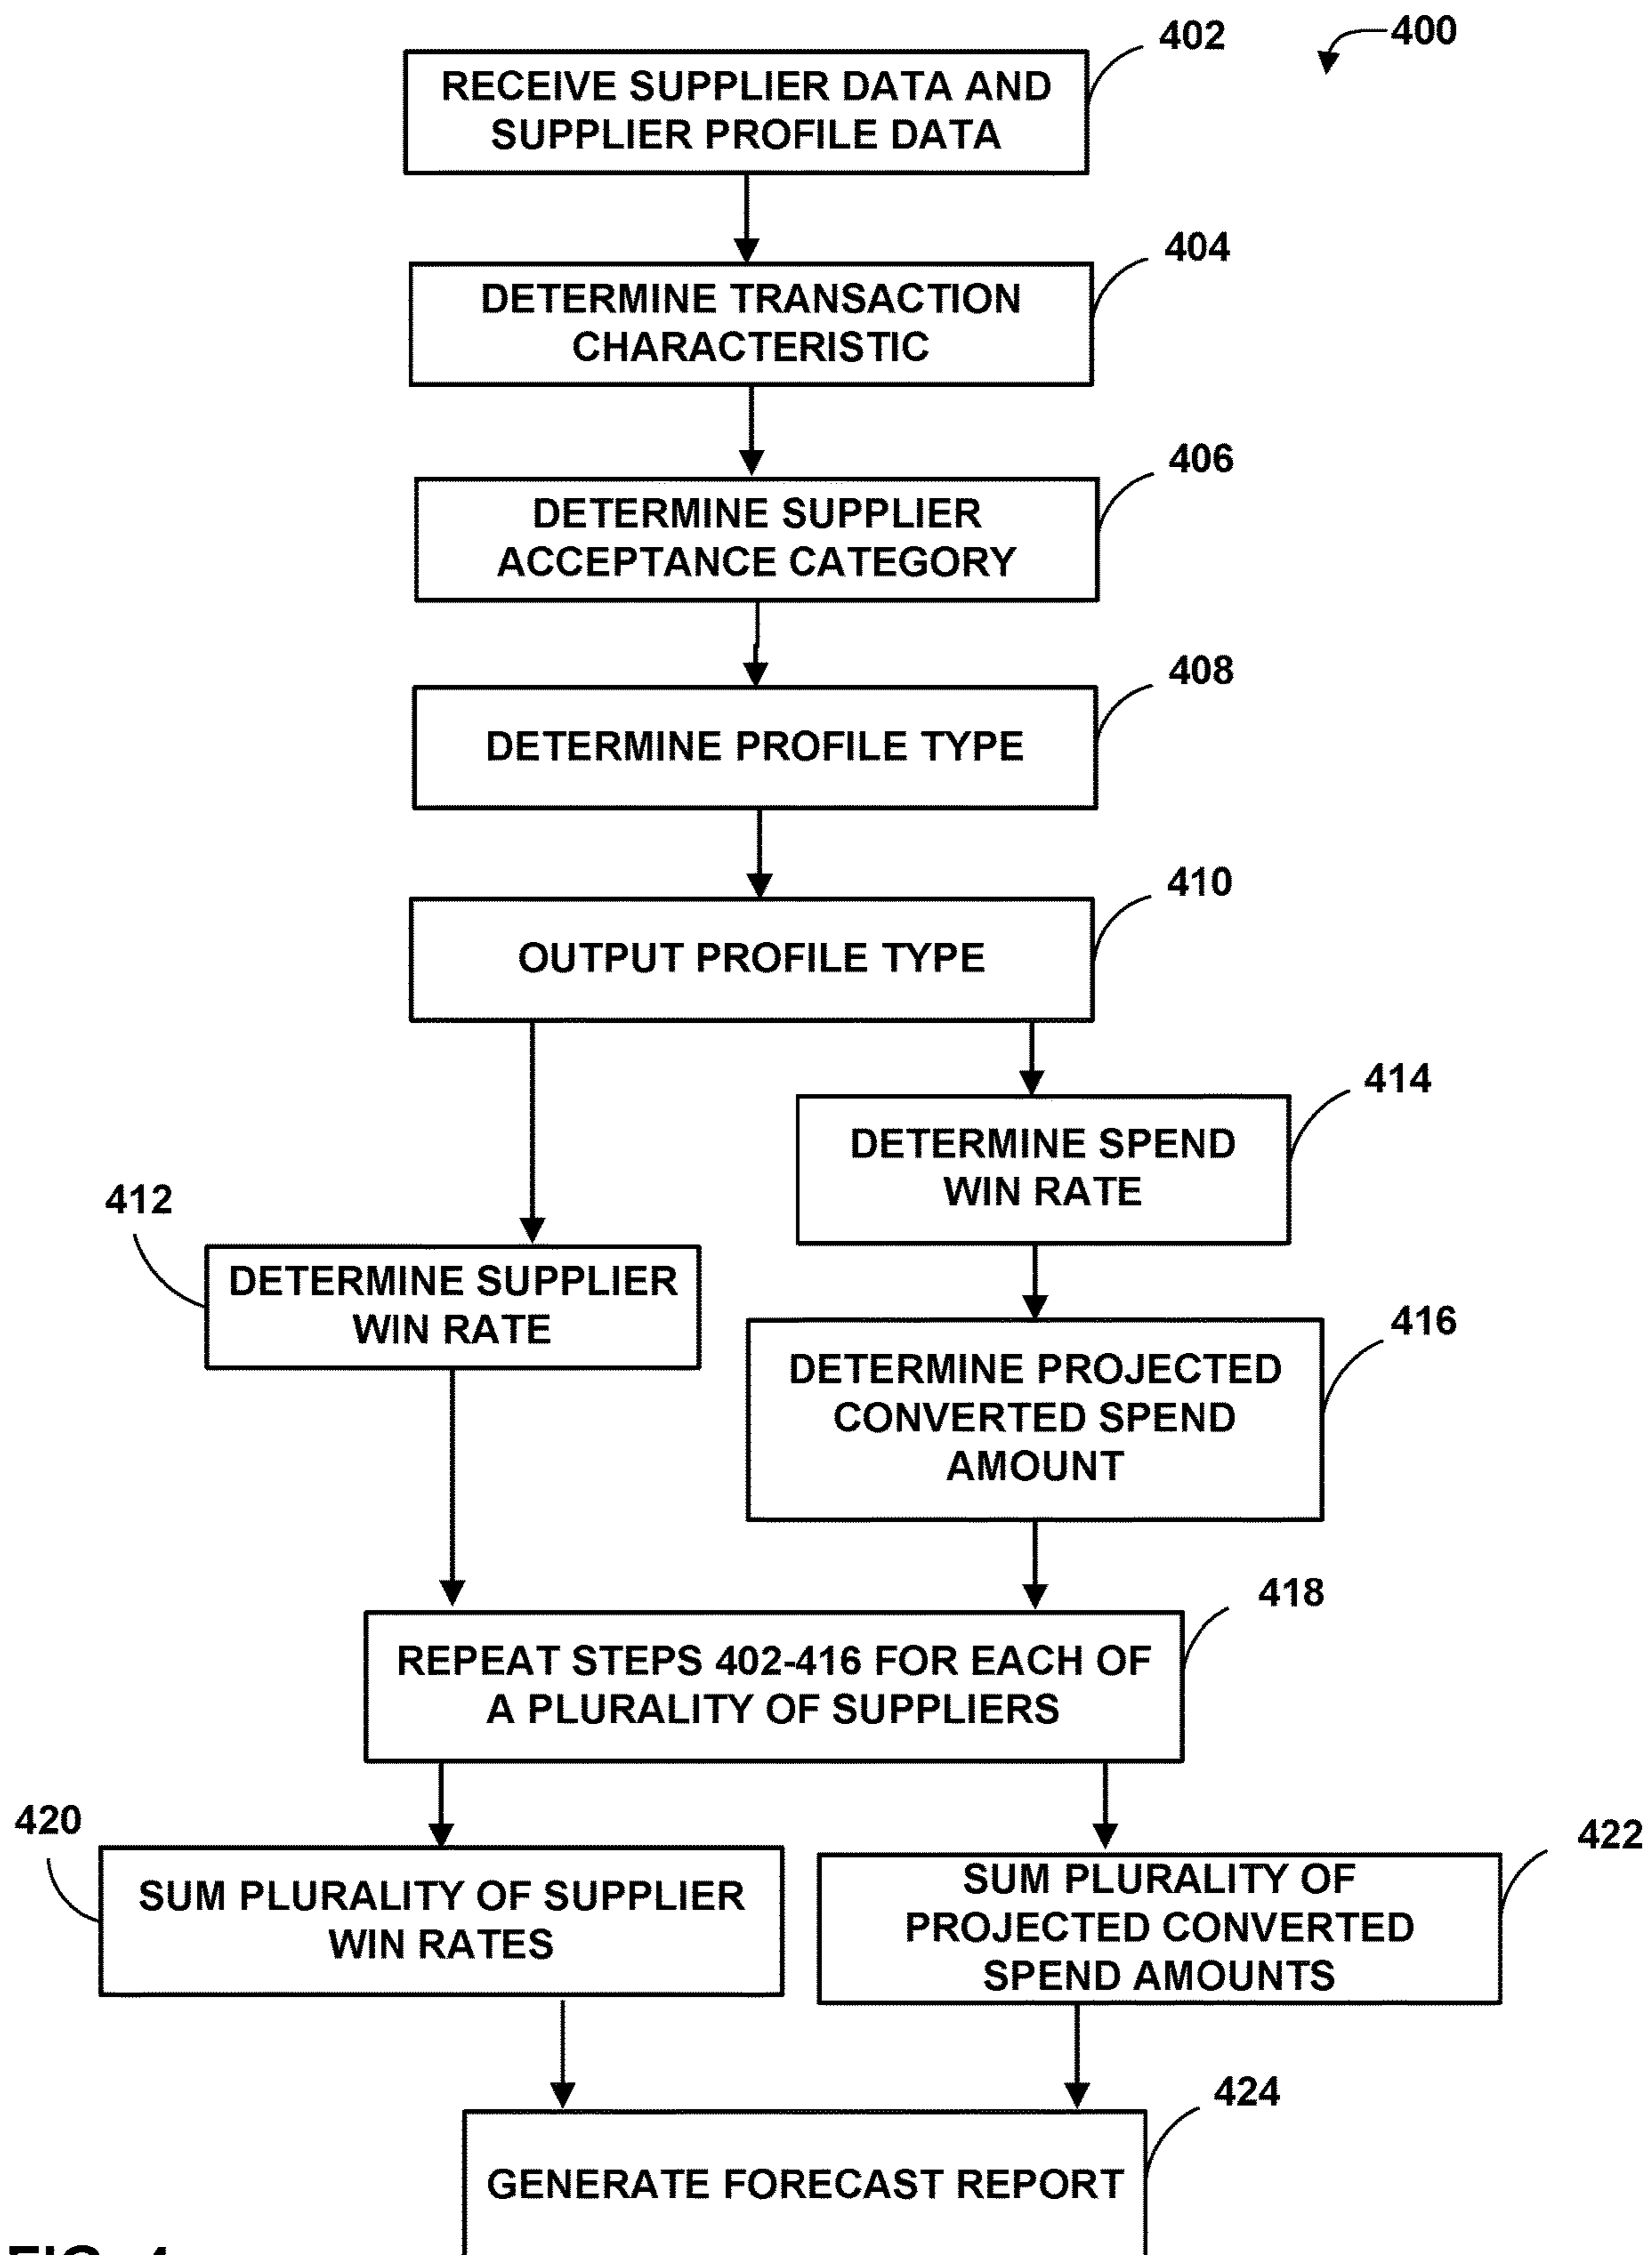 402
400
RECEIVE SUPPLIER DATA AND
SUPPLIER PROFILE DATA
404
DETERMINE TRANSACTION
CHARACTERISTIC
406
DETERMINE SUPPLIER
ACCEPTANCE CATEGORY
408
DETERMINE PROFILE TYPE
410
OUTPUT PROFILE TYPE
414
DETERMINE SPEND
WIN RATE
412
DETERMINE SUPPLIER
WIN RATE
416
DETERMINE PROJECTED
CONVERTED SPEND
AMOUNT
418
REPEAT STEPS 402-416 FOR EACH OF
A PLURALITY OF SUPPLIERS
420
SUM PLURALITY OF SUPPLIER
WIN RATES
422
SUM PLURALITY OF
PROJECTED CONVERTED
SPEND AMOUNTS
424
GENERATE FORECAST REPORT